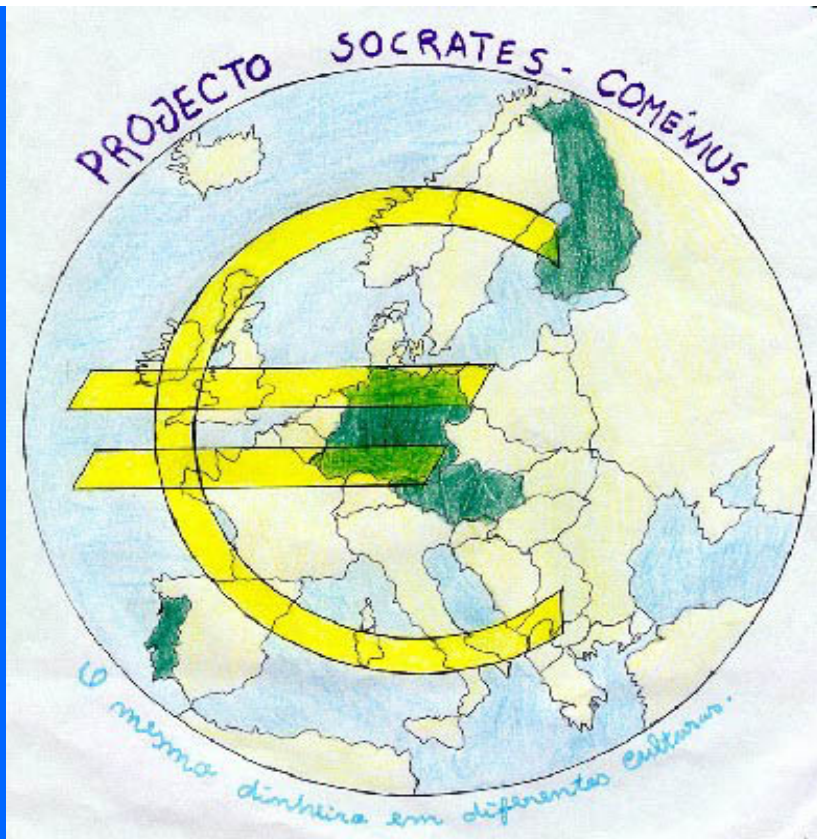 PROJECTO SOCRATES - COMÉNIUS
O mesmo dinheiro em diferentes culturas.